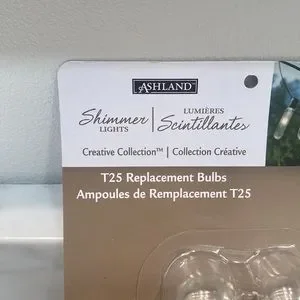 ASHLAND
Shimmer LIGHTS | LUMIÈRES Scintillantes
Creative Collection™ | Collection Créative
T25 Replacement Bulbs
Ampoules de Remplacement T25